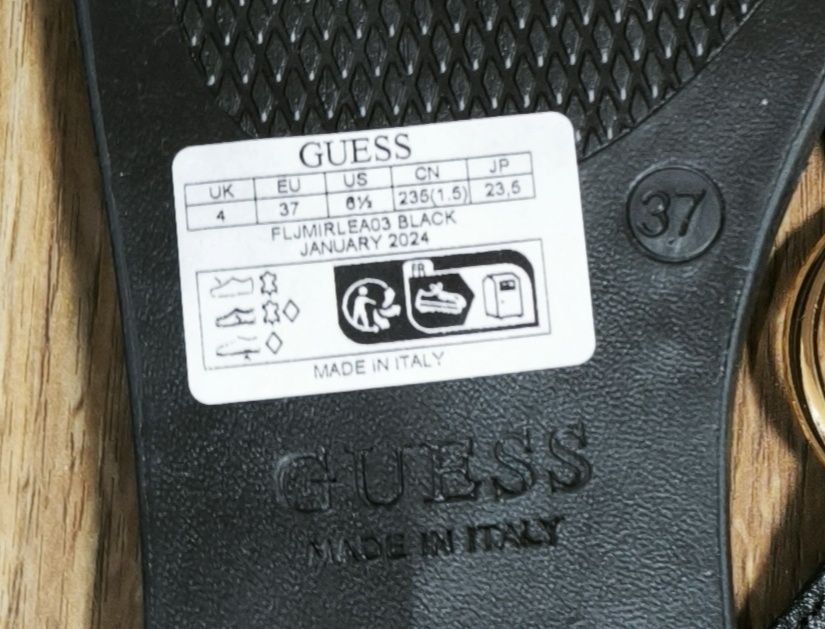 GUESS
UK EU US CN JP
4 37 6½ 235(1.5) 23,5
FLJMIRLEA03 BLACK
JANUARY 2024
FR
MADE IN ITALY
37
GUESS
MADE IN ITALY